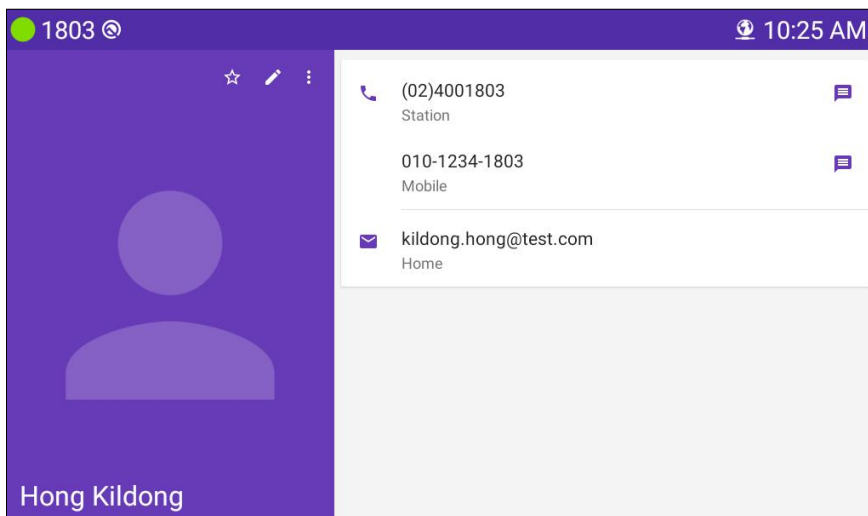 1803
10:25 AM
(02)4001803
Station
010-1234-1803
Mobile
kildong.hong@test.com
Home
Hong Kildong